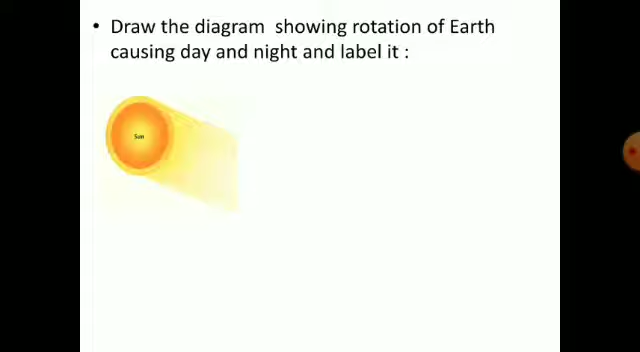 • Draw the diagram showing rotation of Earth
causing day and night and label it :
Sun